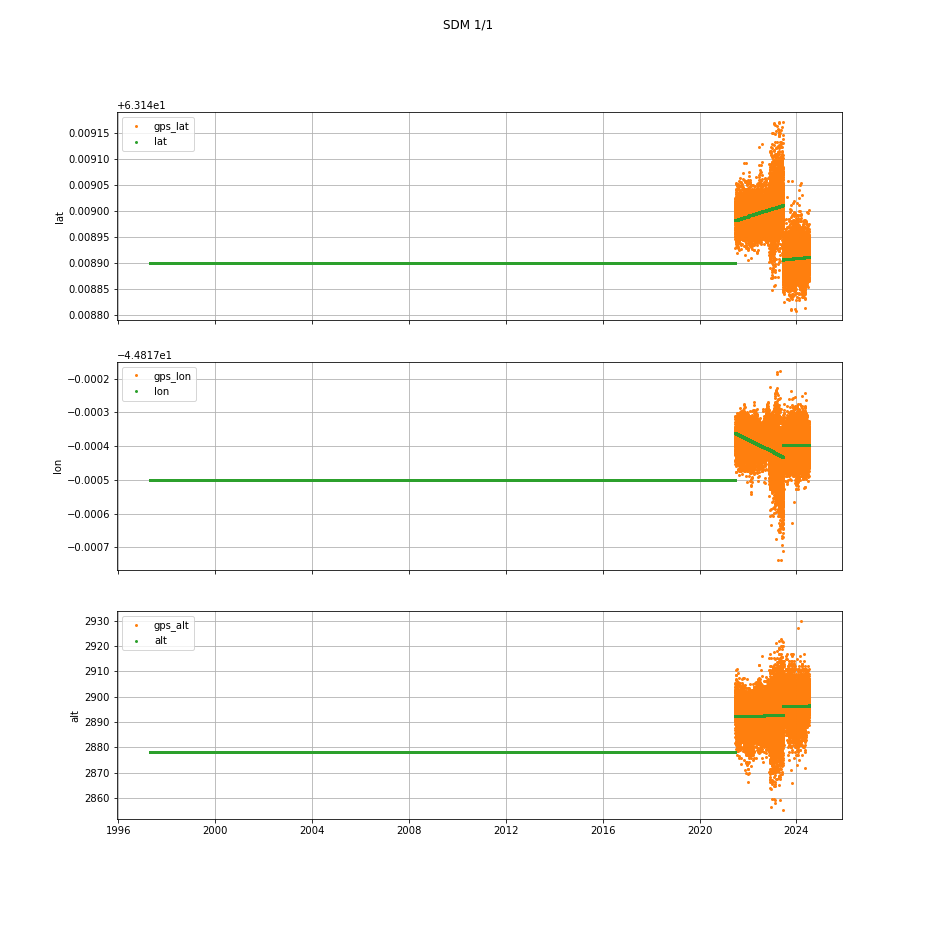 SDM 1/1
+6.314e1
gps_lat
lat
0.00915
0.00910
0.00905
0.00900
0.00895
0.00890
0.00885
0.00880
lat
−4.4817e1
gps_lon
lon
−0.0002
−0.0003
−0.0004
−0.0005
−0.0006
−0.0007
lon
gps_alt
alt
2930
2920
2910
2900
2890
2880
2870
2860
alt
1996 2000 2004 2008 2012 2016 2020 2024